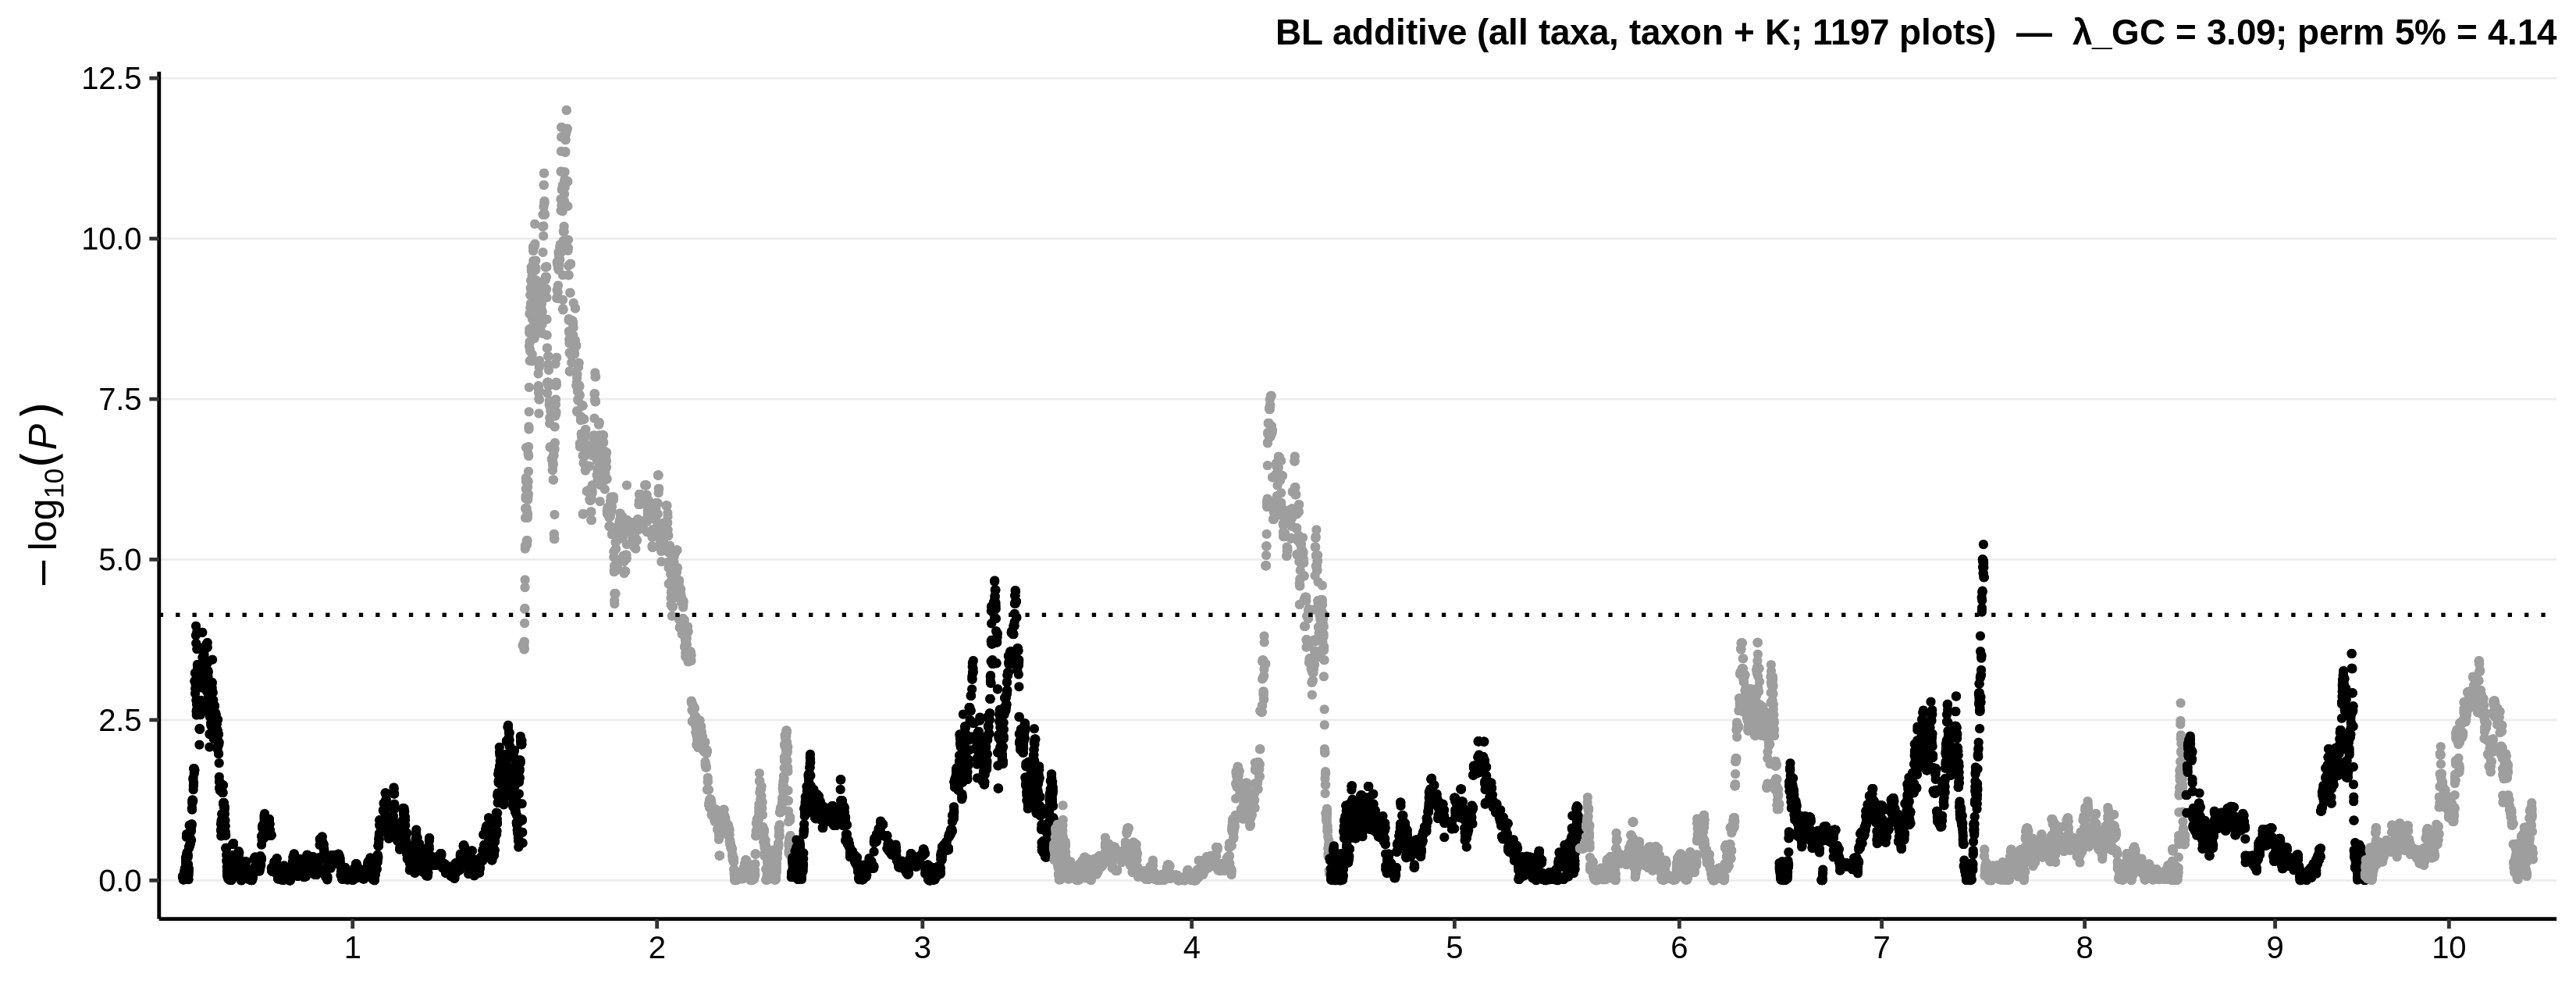 BL additive (all taxa, taxon + K; 1197 plots) — λ_GC = 3.09; perm 5% = 4.14
12.5
10.0
7.5
5.0
2.5
0.0
− log10(P)
1 2 3 4 5 6 7 8 9 10